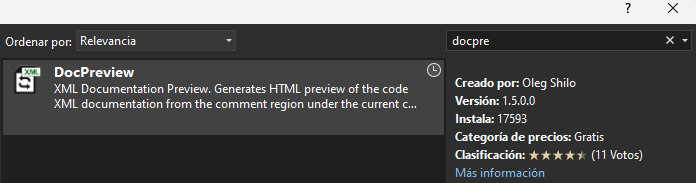 ?
Ordenar por: Relevancia
docpre
XML
DocPreview
XML Documentation Preview. Generates HTML preview of the code
XML documentation from the comment region under the current c...
Creado por: Oleg Shilo
Versión: 1.5.0.0
Instala: 17593
Categoría de precios: Gratis
Clasificación: (11 Votos)
Más información